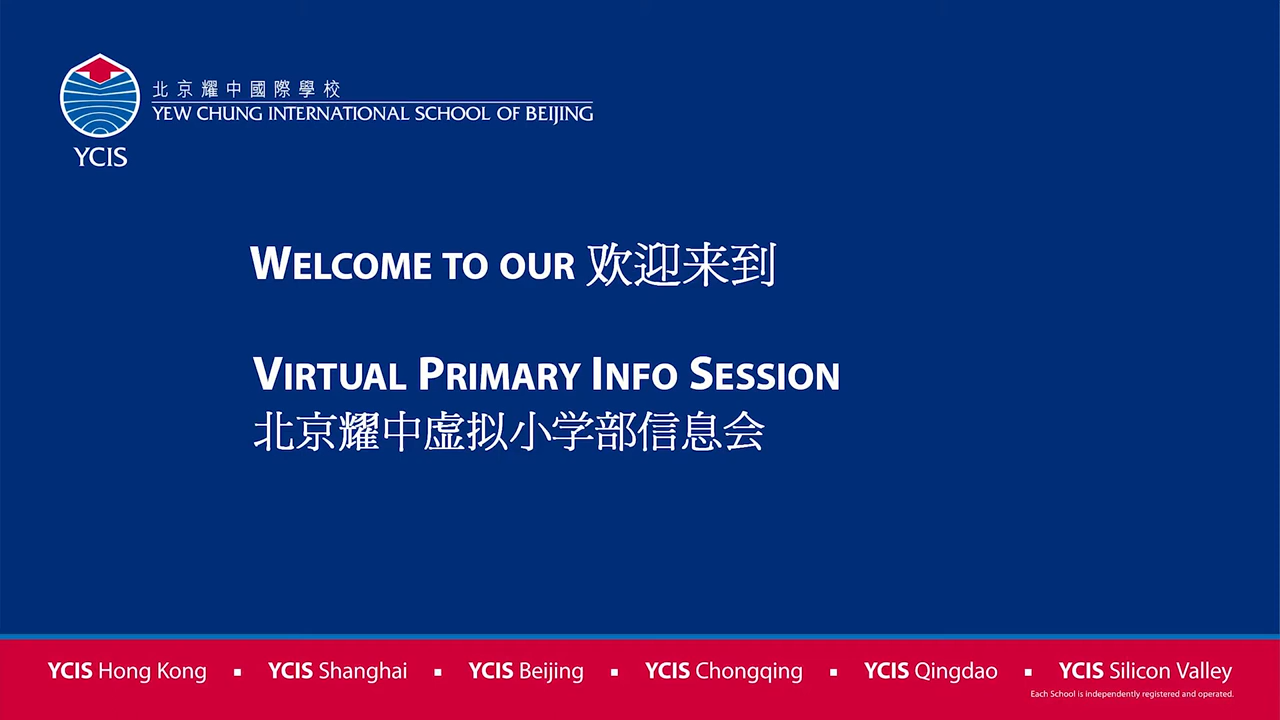 北京耀中國際學校
YEW CHUNG INTERNATIONAL SCHOOL OF BEIJING
YCIS
WELCOME TO OUR 欢迎来到
VIRTUAL PRIMARY INFO SESSION
北京耀中虚拟小学部信息会
YCIS Hong Kong ▪ YCIS Shanghai ▪ YCIS Beijing ▪ YCIS Chongqing ▪ YCIS Qingdao ▪ YCIS Silicon Valley
Each School is independently registered and operated.